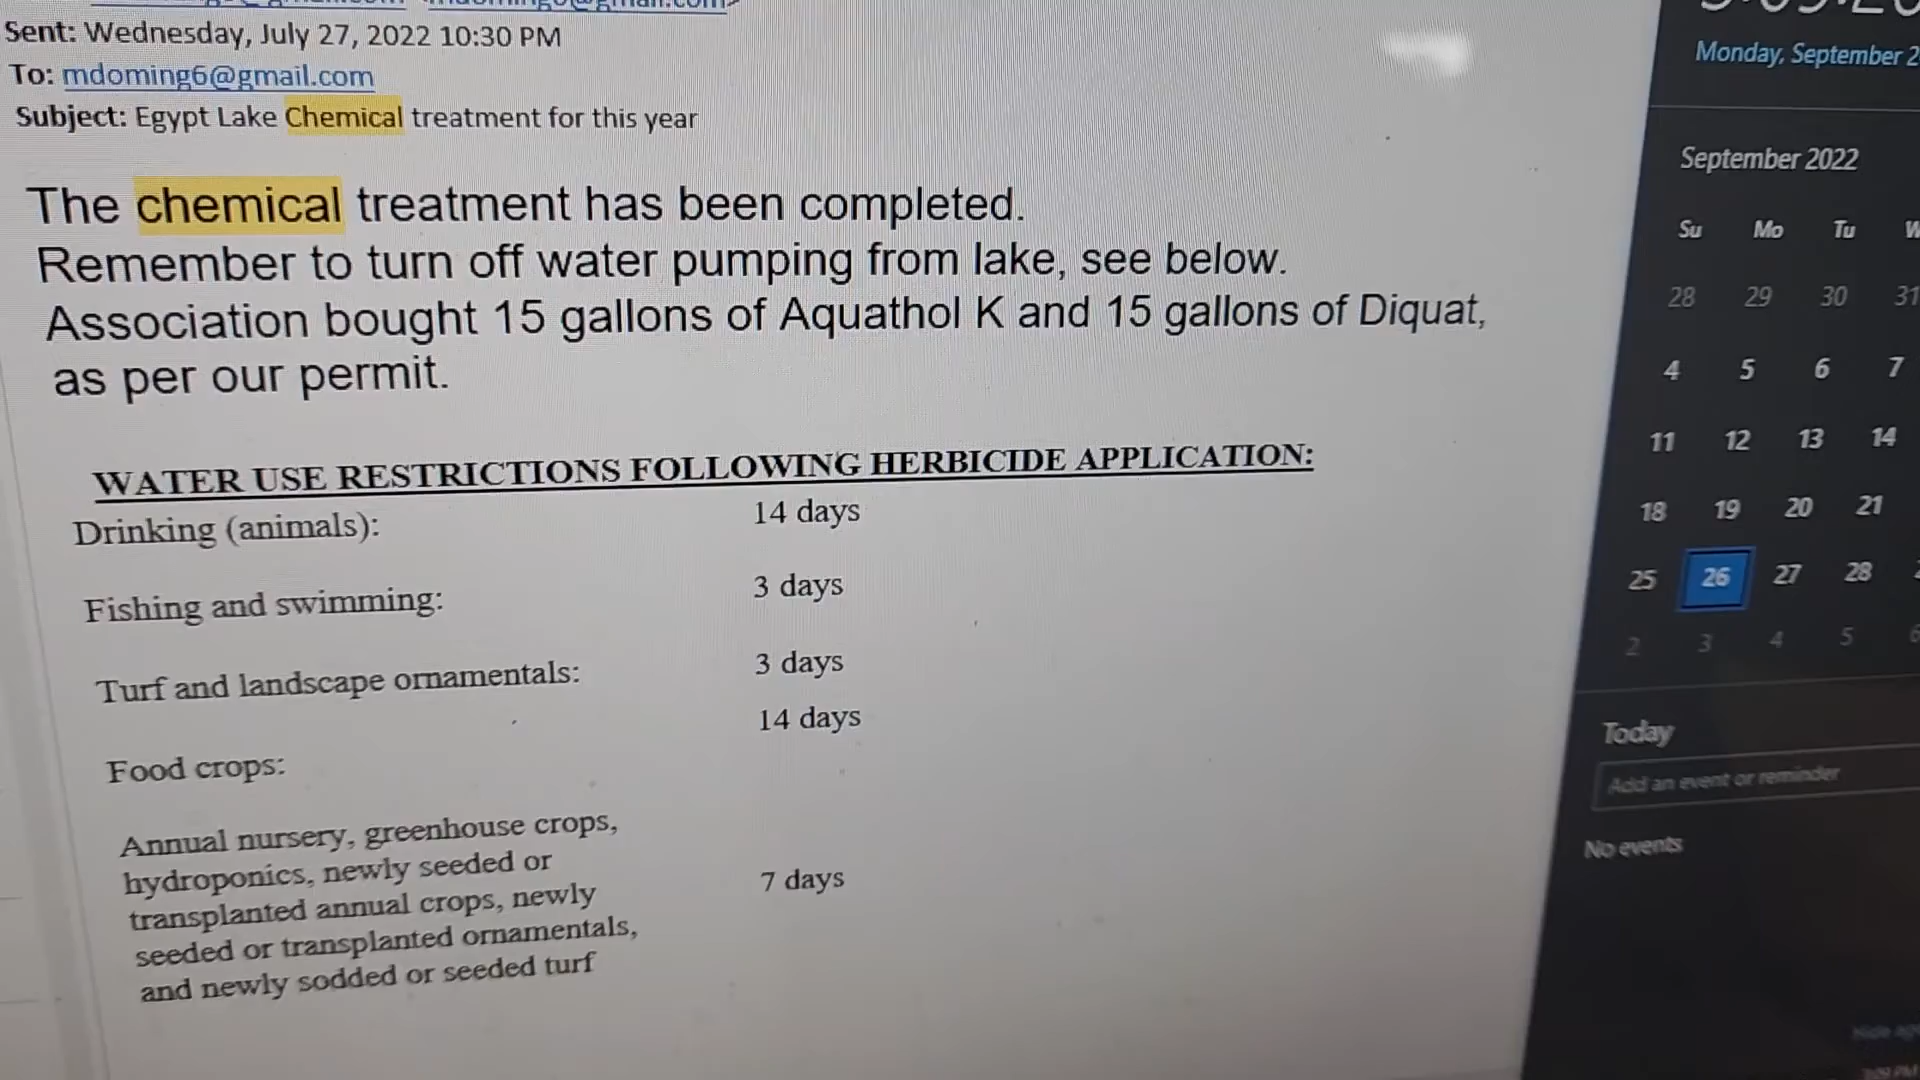 Sent: Wednesday, July 27, 2022 10:30 PM
To: mdoming6@gmail.com
Subject: Egypt Lake Chemical treatment for this year
The chemical treatment has been completed.
Remember to turn off water pumping from lake, see below.
Association bought 15 gallons of Aquathol K and 15 gallons of Diquat,
as per our permit.
WATER USE RESTRICTIONS FOLLOWING HERBICIDE APPLICATION:
Drinking (animals): 14 days
Fishing and swimming: 3 days
Turf and landscape ornamentals: 3 days
14 days
Food crops:
Annual nursery, greenhouse crops,
hydroponics, newly seeded or
transplanted annual crops, newly 7 days
seeded or transplanted ornamentals,
and newly sodded or seeded turf
Monday, September
September 2022
Su Mo Tu
28 29 30 31
4 5 6 7
11 12 13 14
18 19 20 21
25 26 27 28
2 3 4 5 6
Today
Add an event or reminder
No events